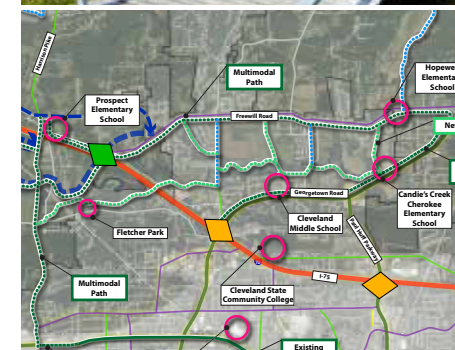 Harrison Pike
Multimodal
Path
Hopewe
Elementa
School
Prospect
Elementary
School
Freewill Road
Ne
Georgetown Road
Candie's Creek
Cherokee
Elementary
School
Cleveland
Middle School
Fletcher Park
Paul Huff Parkway
I-75
Multimodal
Path
Cleveland State
Community College
Existing